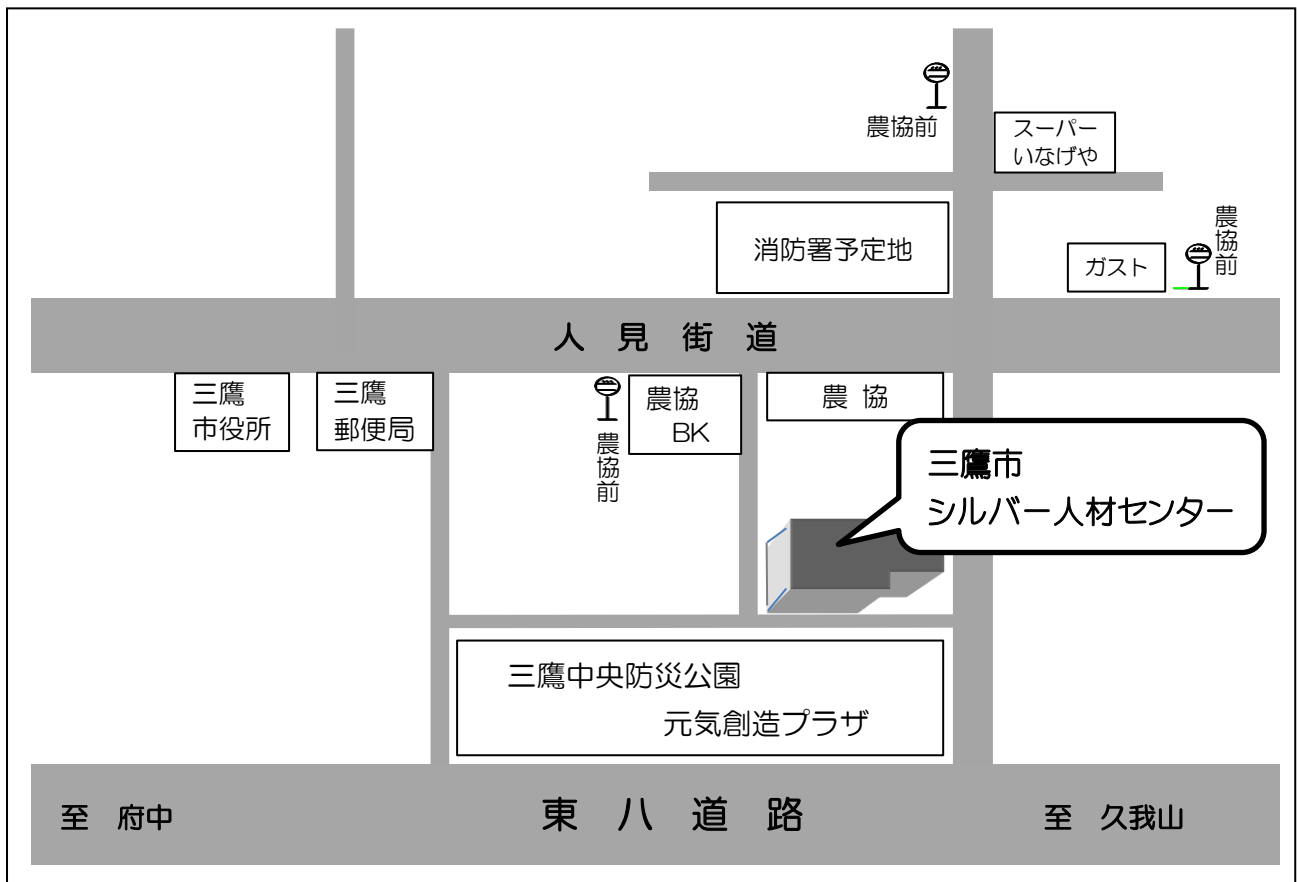 農協前
スーパー
いなげや
消防署予定地
ガスト
農協前
人見街道
三鷹
市役所
三鷹
郵便局
農協前
農協
BK
農協
三鷹市
シルバー人材センター
三鷹中央防災公園
元気創造プラザ
至 府中
東八道路
至 久我山